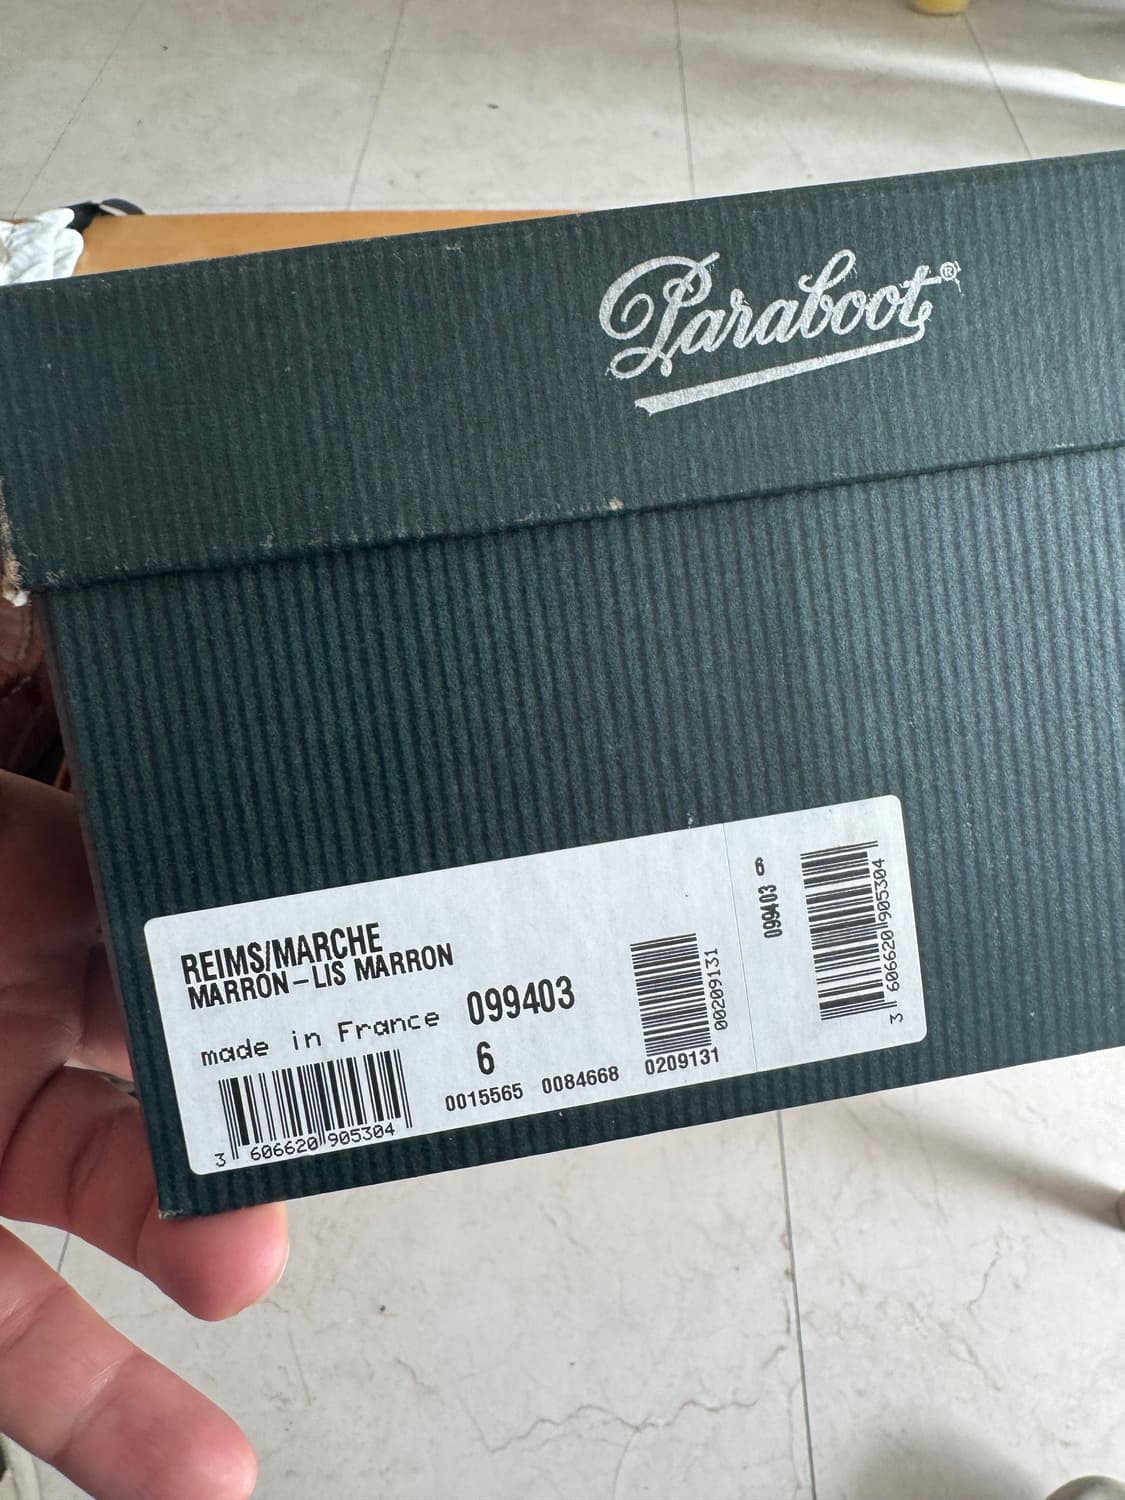 Paraboot®
REIMS/MARCHE
MARRON-LIS MARRON
made in France 099403
6
3 606620 905304
0015565 0084668 0209131
00209131
099403 6
3 606620 905304